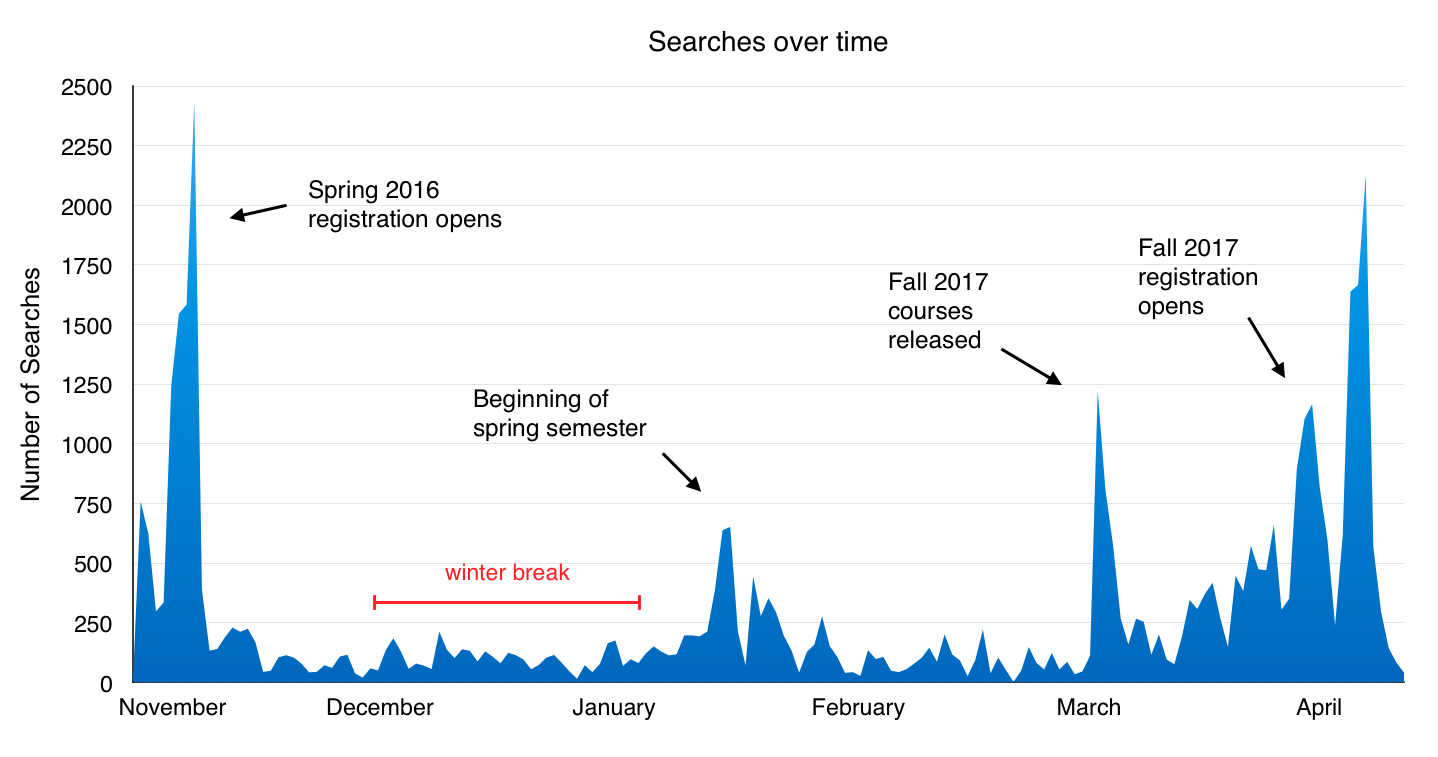 Searches over time
Number of Searches
2500
2250
2000
1750
1500
1250
1000
750
500
250
0
Spring 2016
registration opens
winter break
Beginning of
spring semester
Fall 2017
courses
released
Fall 2017
registration
opens
November
December
January
February
March
April